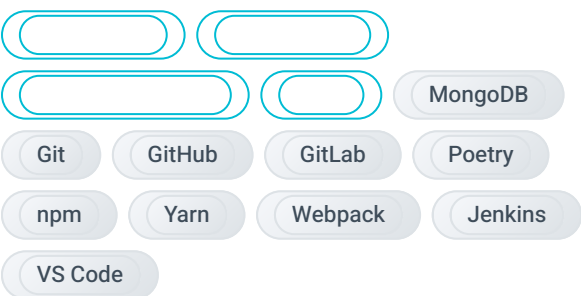 MongoDB
Git GitHub GitLab Poetry
npm Yarn Webpack Jenkins
VS Code